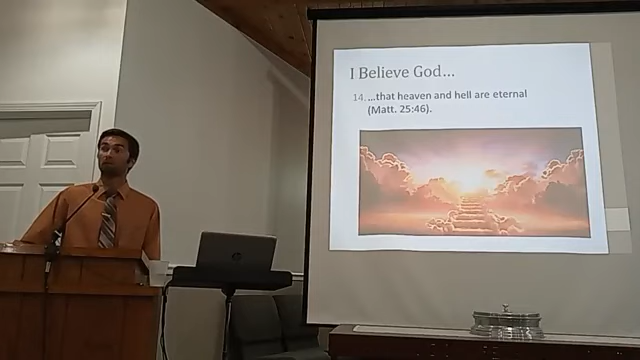 I Believe God...
14. ...that heaven and hell are eternal
(Matt. 25:46).